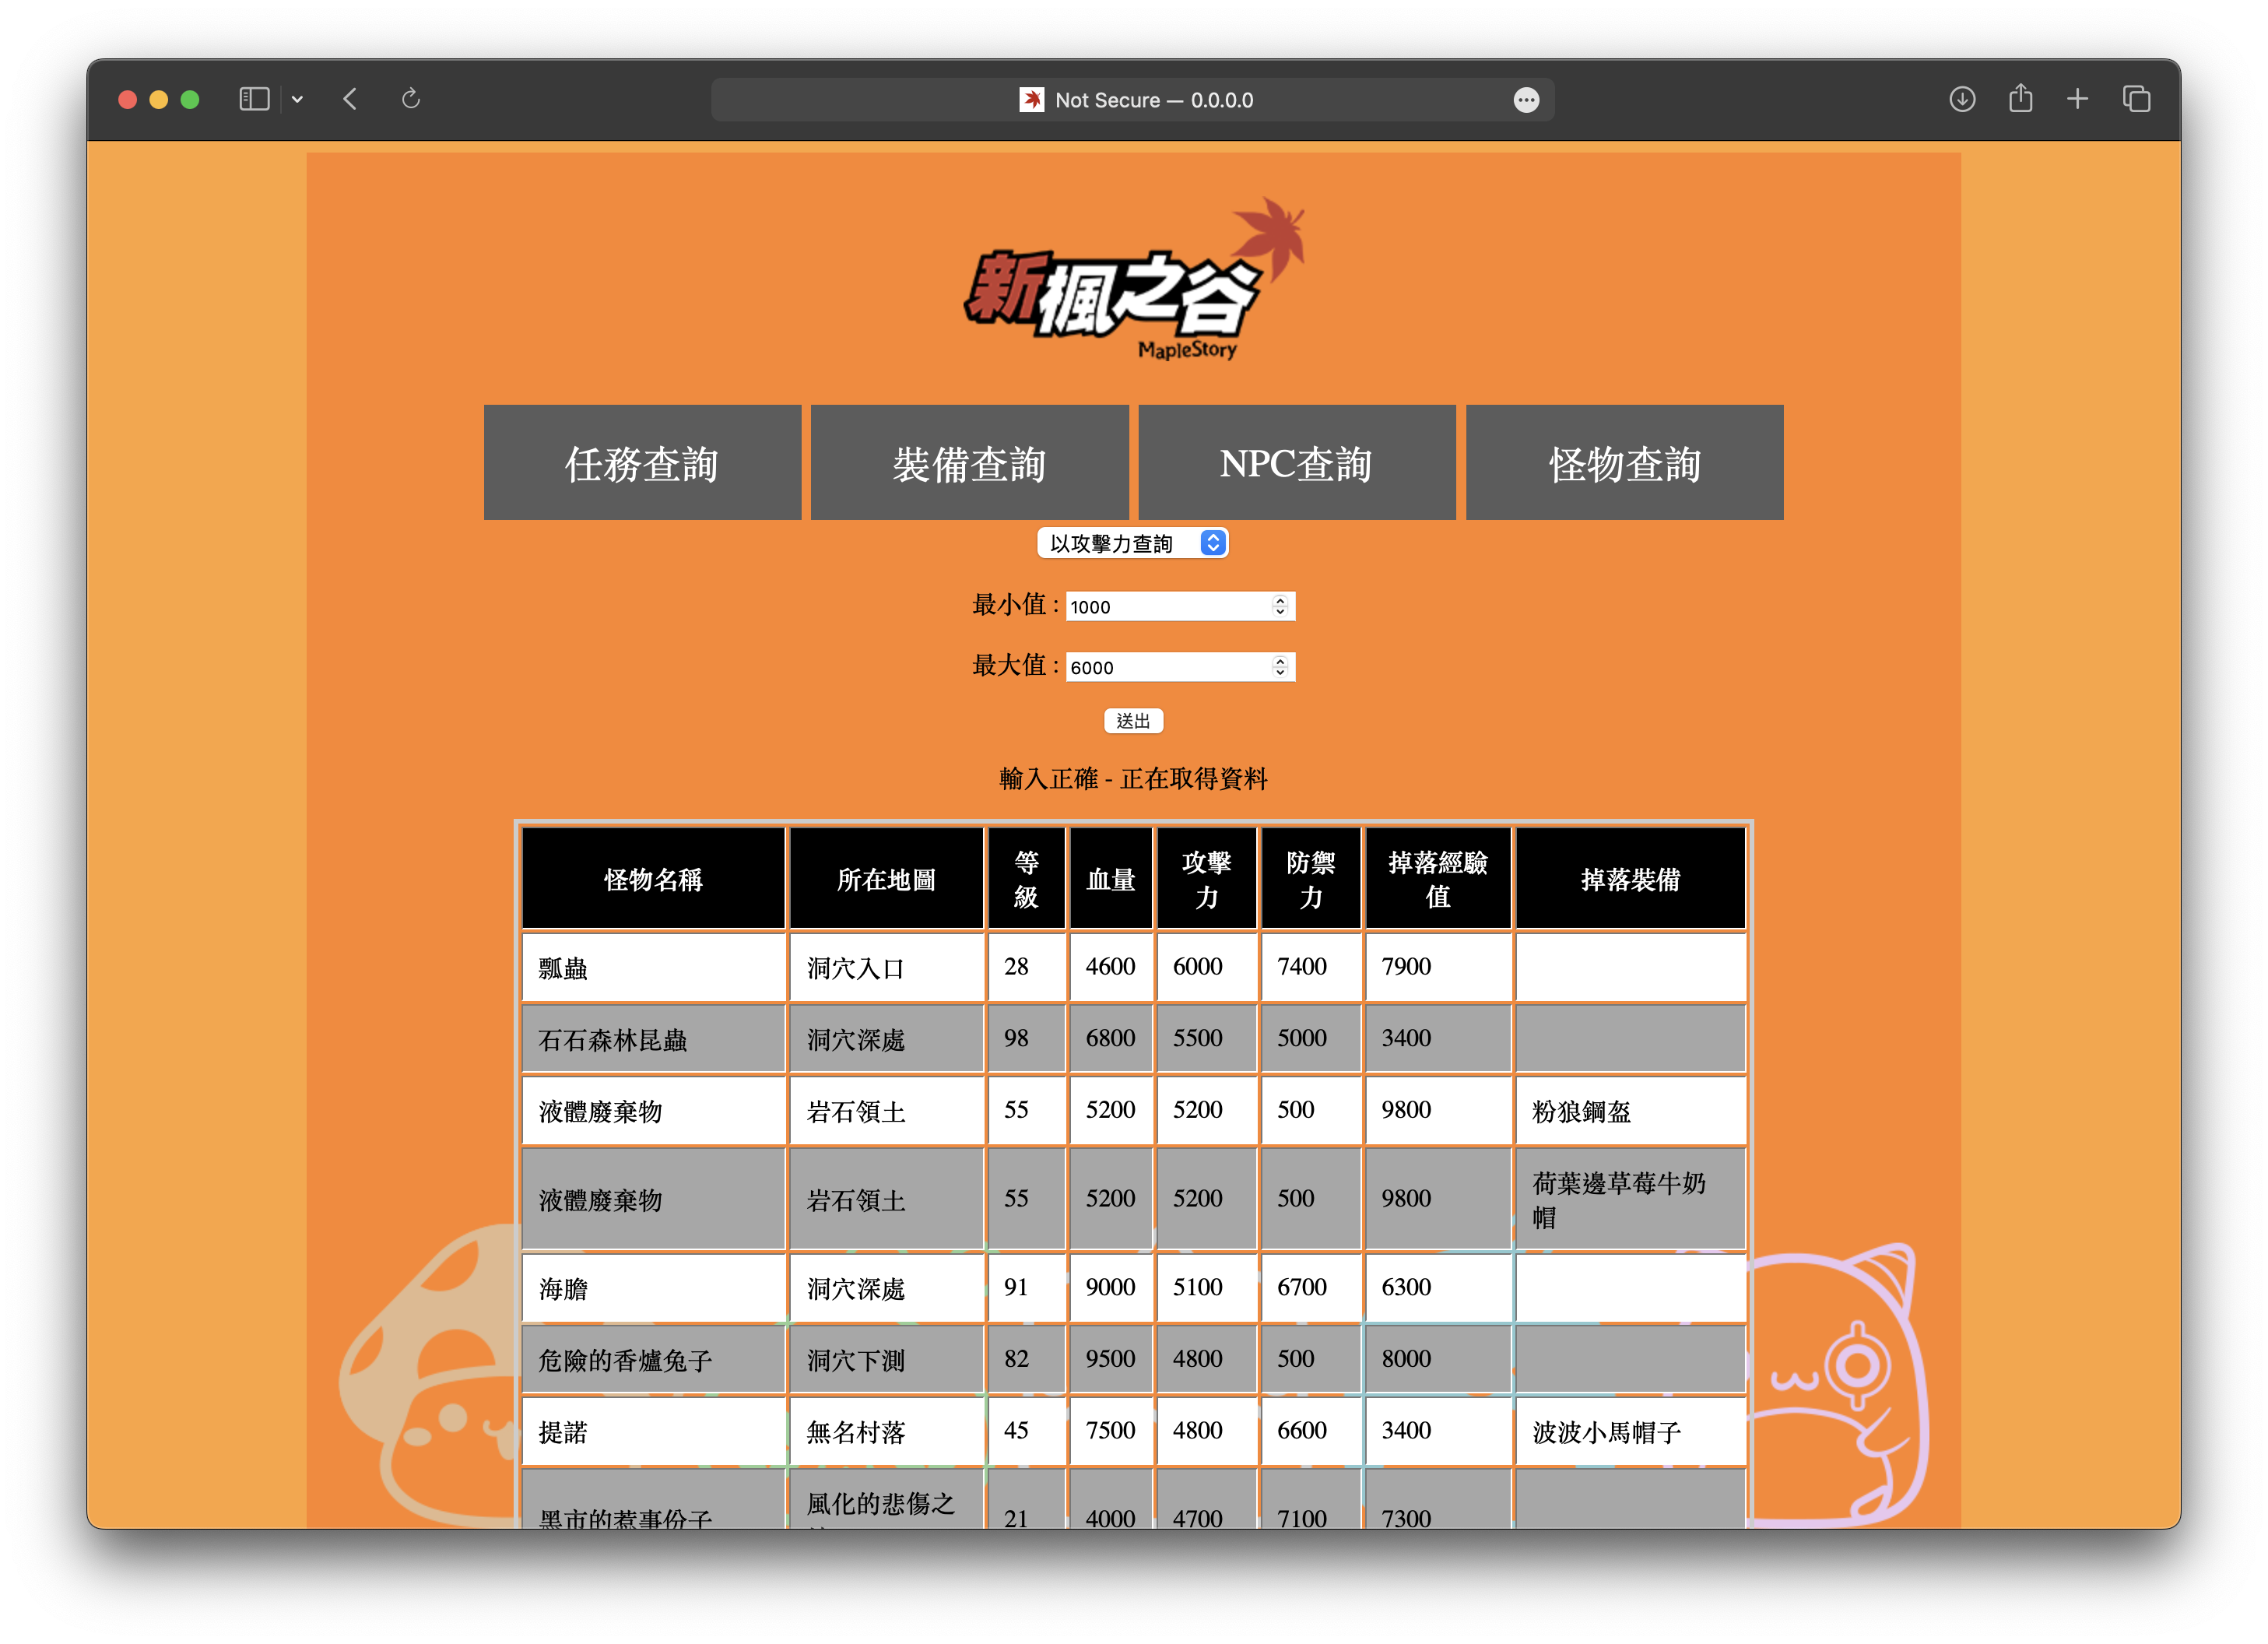 Not Secure — 0.0.0.0
新楓之谷
MapleStory
任務查詢 裝備查詢 NPC查詢 怪物查詢
以攻擊力查詢
最小值 : 1000
最大值 : 6000
送出
輸入正確 - 正在取得資料
怪物名稱 所在地圖 等級 血量 攻擊力 防禦力 掉落經驗值 掉落裝備
瓢蟲 洞穴入口 28 4600 6000 7400 7900
石石森林昆蟲 洞穴深處 98 6800 5500 5000 3400
液體廢棄物 岩石領土 55 5200 5200 500 9800 粉狼鋼盔
液體廢棄物 岩石領土 55 5200 5200 500 9800 荷葉邊草莓牛奶帽
海膽 洞穴深處 91 9000 5100 6700 6300
危險的香爐兔子 洞穴下測 82 9500 4800 500 8000
提諾 無名村落 45 7500 4800 6600 3400 波波小馬帽子
黑市的惹事份子 風化的悲傷之 21 4000 4700 7100 7300